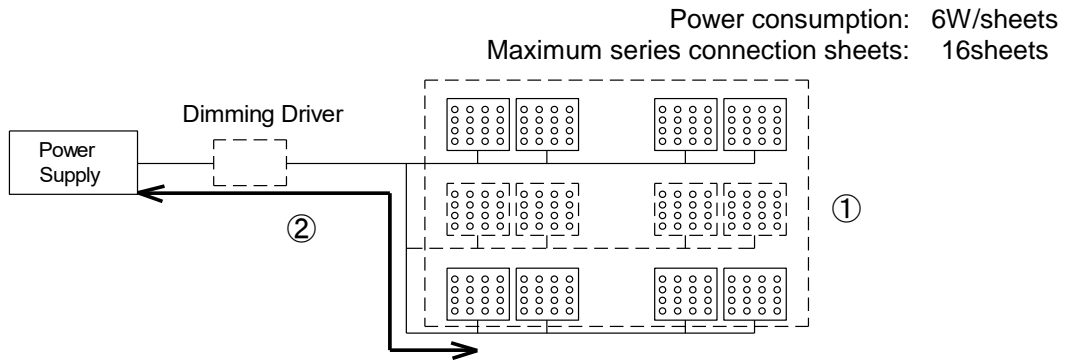 Power consumption: 6W/sheets
Maximum series connection sheets: 16sheets
Dimming Driver
Power
Supply
①
②